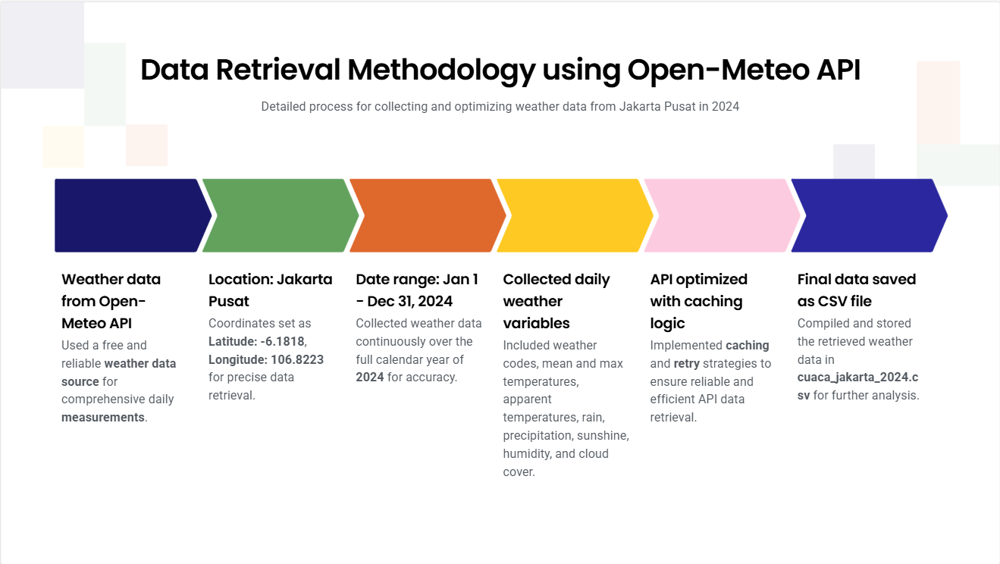 Data Retrieval Methodology using Open-Meteo API
Detailed process for collecting and optimizing weather data from Jakarta Pusat in 2024
Weather data
from Open-
Meteo API
Used a free and
reliable weather data
source for
comprehensive daily
measurements.
Location: Jakarta
Pusat
Coordinates set as
Latitude: -6.1818,
Longitude: 106.8223
for precise data
retrieval.
Date range: Jan 1
- Dec 31, 2024
Collected weather data
continuously over the
full calendar year of
2024 for accuracy.
Collected daily
weather
variables
Included weather
codes, mean and max
temperatures,
apparent
temperatures, rain,
precipitation, sunshine,
humidity, and cloud
cover.
API optimized
with caching
logic
Implemented caching
and retry strategies to
ensure reliable and
efficient API data
retrieval.
Final data saved
as CSV file
Compiled and stored
the retrieved weather
data in
cuaca_jakarta_2024.c
sv for further analysis.